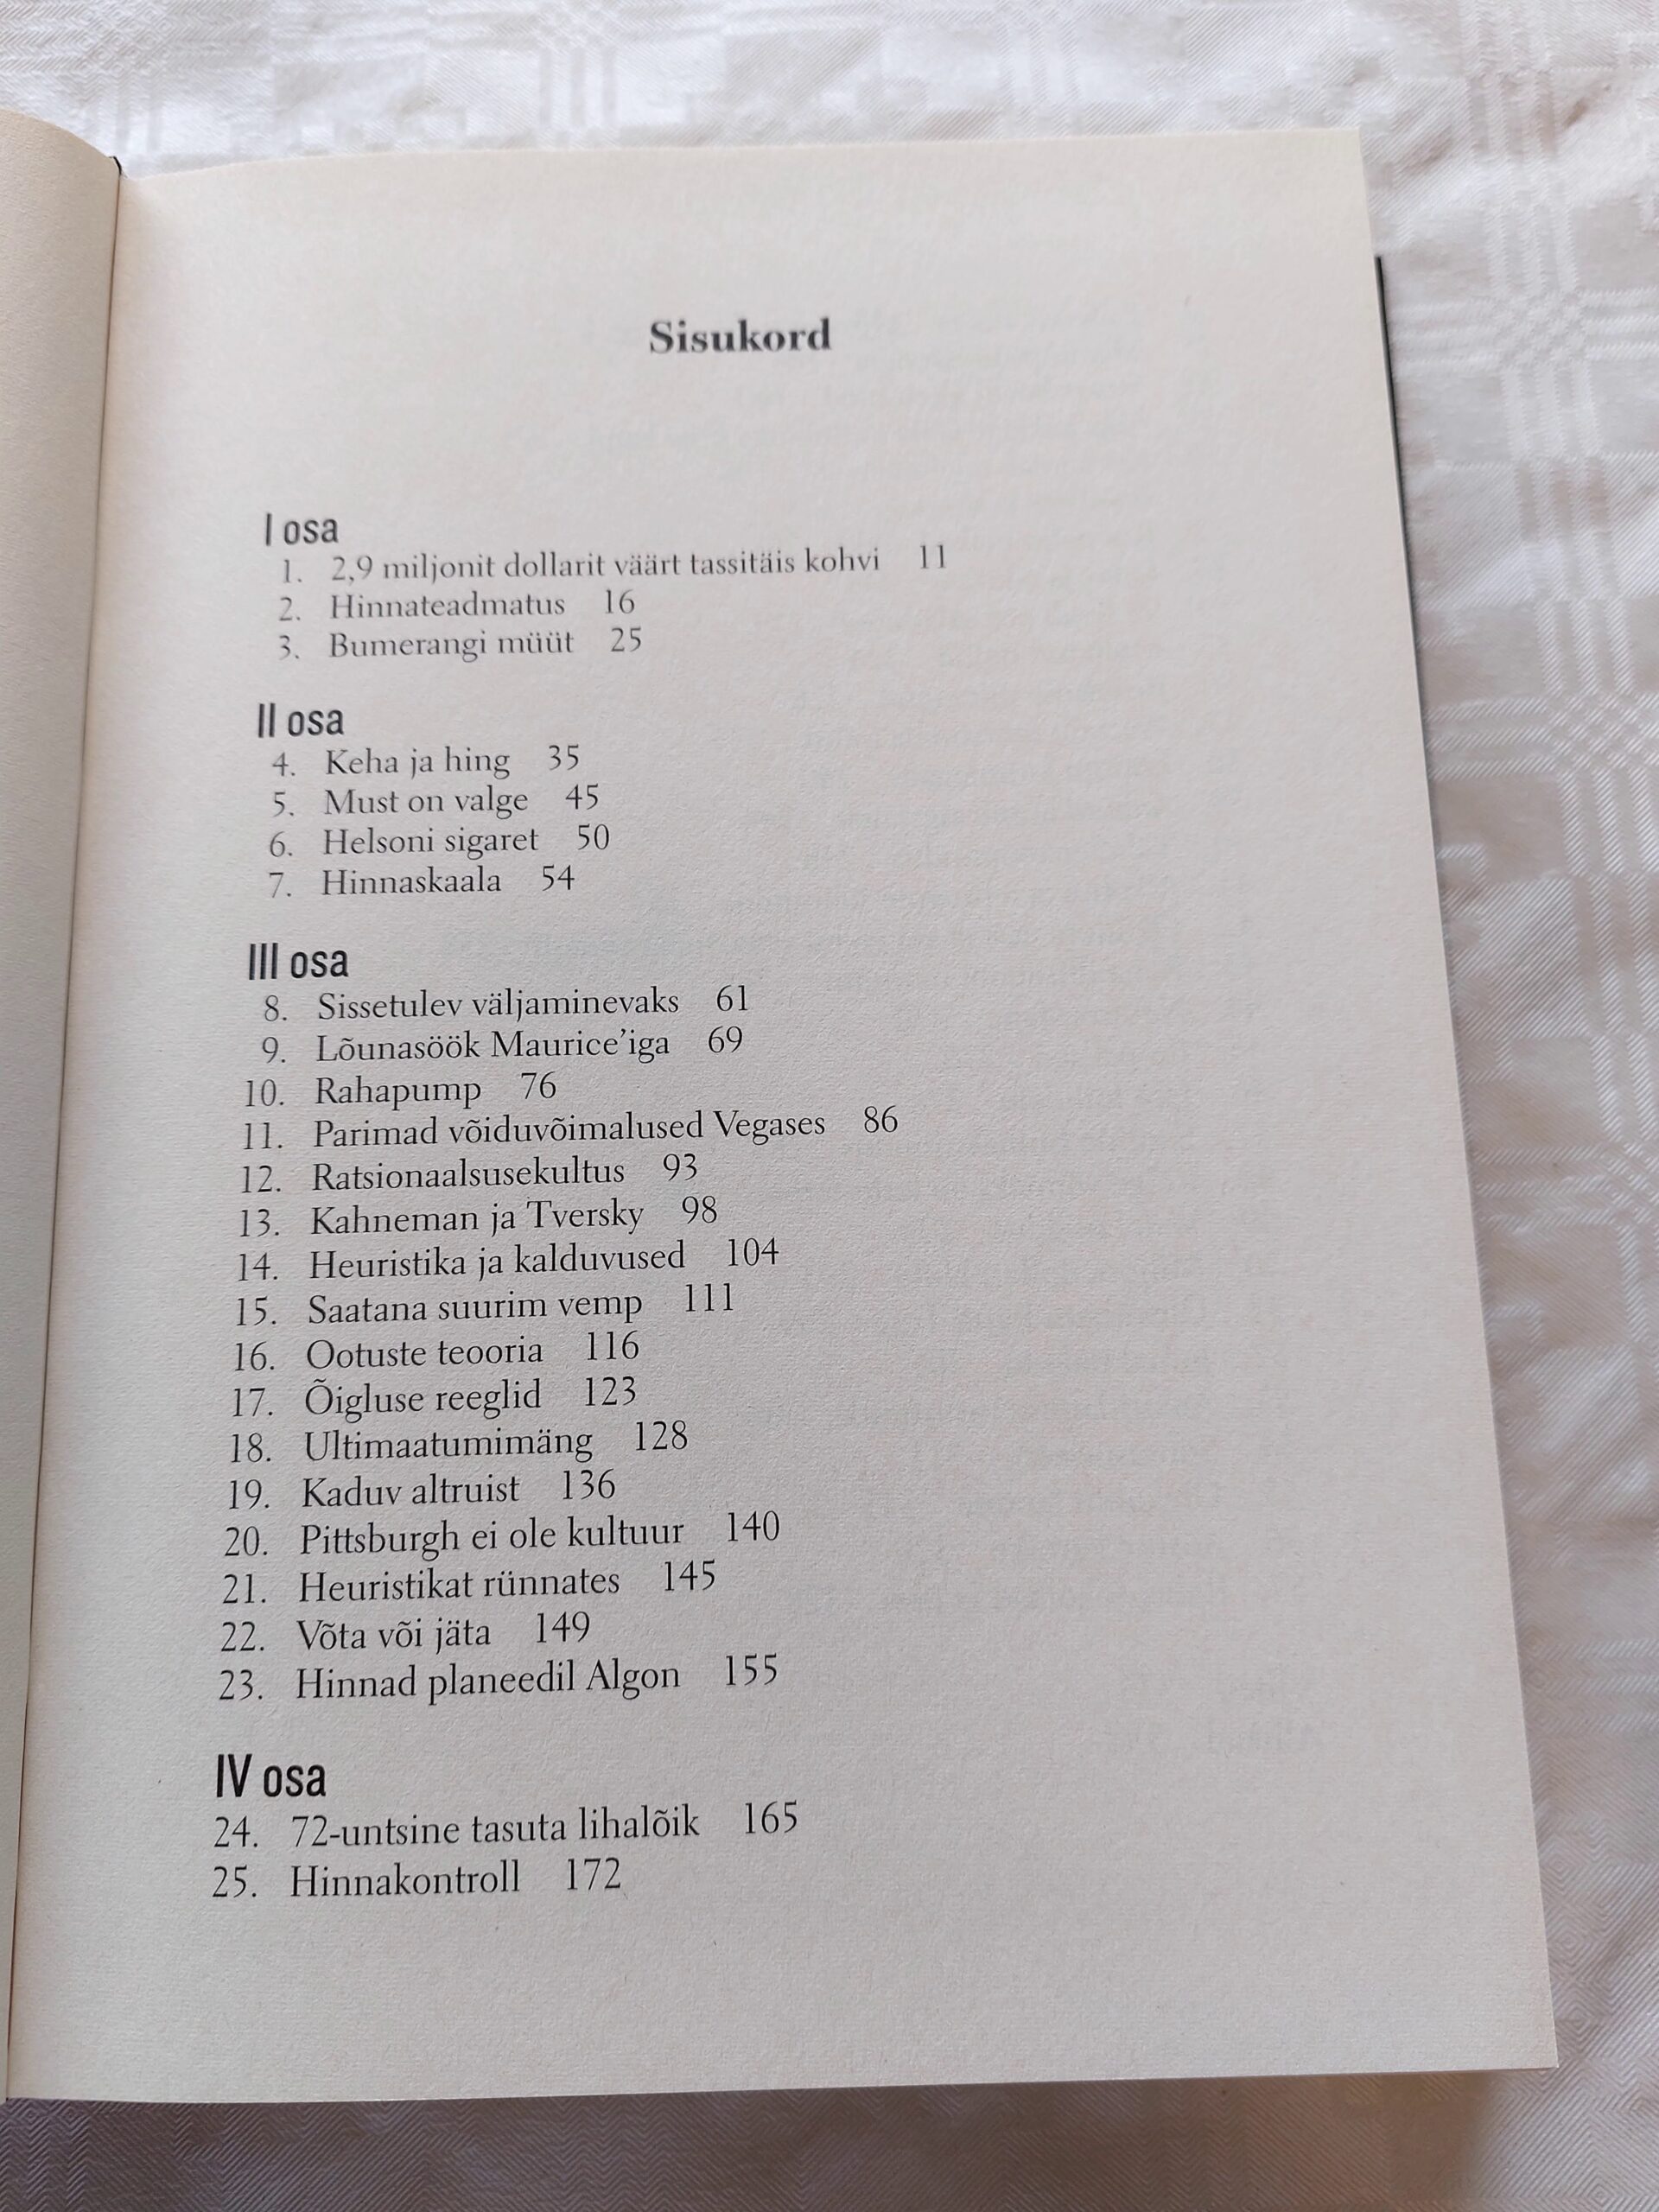 Sisukord
I osa
1. 2,9 miljonit dollarit väärt tassitäis kohvi 11
2. Hinnateadmatus 16
3. Bumerangi müüt 25
II osa
4. Keha ja hing 35
5. Must on valge 45
6. Helsoni sigaret 50
7. Hinnaskaala 54
III osa
8. Sissetulev väljaminevaks 61
9. Lõunasöök Maurice’iga 69
10. Rahapump 76
11. Parimad võiduvõimalused Vegases 86
12. Ratsionaalsusekultus 93
13. Kahneman ja Tversky 98
14. Heuristika ja kalduvused 104
15. Saatana suurim vemp 111
16. Ootuste teooria 116
17. Õigluse reeglid 123
18. Ultimaatumimäng 128
19. Kaduv altruist 136
20. Pittsburgh ei ole kultuur 140
21. Heuristikat rünnates 145
22. Võta või jäta 149
23. Hinnad planeedil Algon 155
IV osa
24. 72-untsine tasuta lihalõik 165
25. Hinnakontroll 172